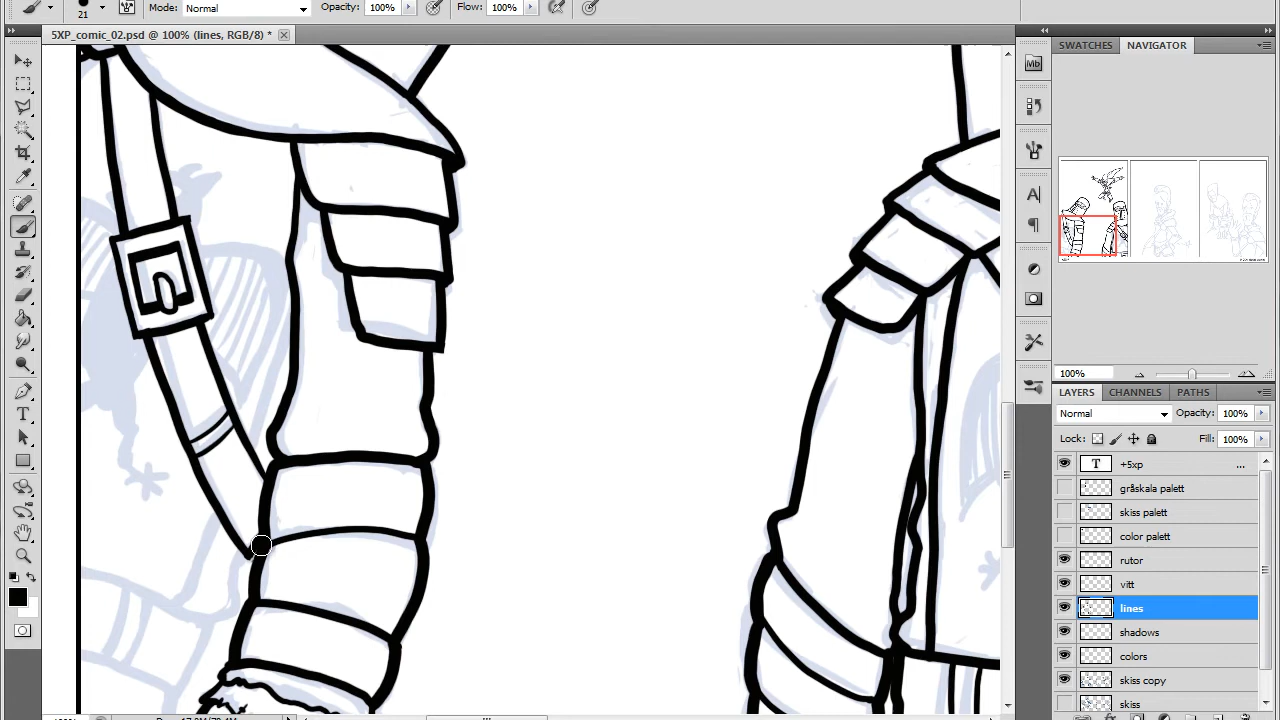 21 Mode: Normal Opacity: 100% Flow: 100%
5XP_comic_02.psd @ 100% (lines, RGB/8) *
SWATCHES NAVIGATOR
100%
LAYERS CHANNELS PATHS
Normal Opacity: 100%
Lock: Fill: 100%
T +5xp ...
gråskala palett
skiss palett
color palett
rutor
vitt
lines
shadows
colors
skiss copy
skiss